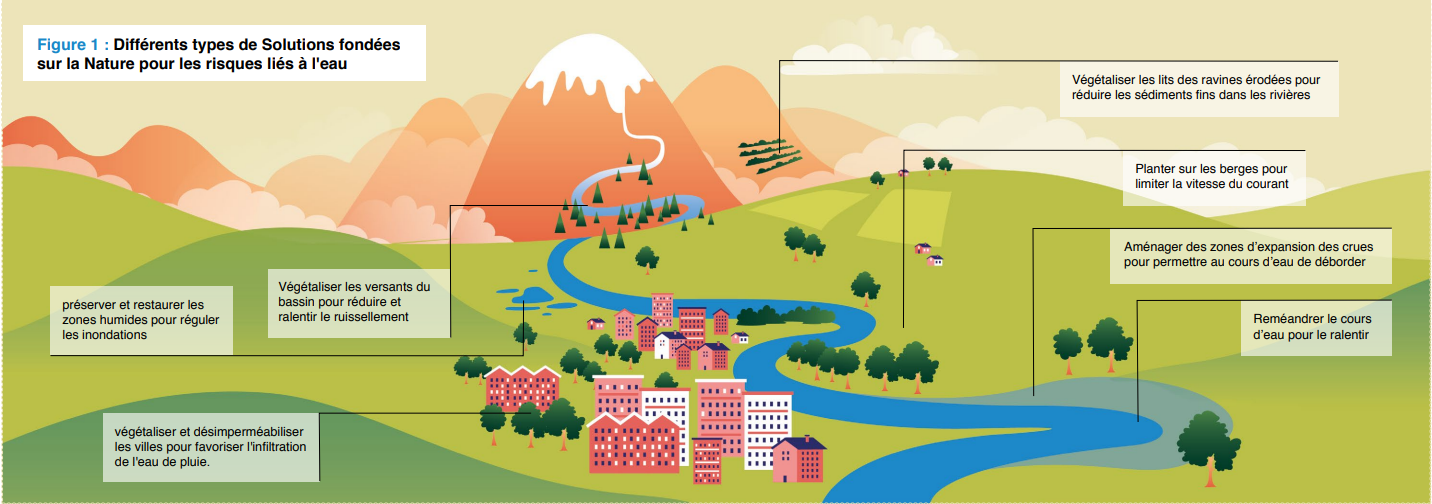 Figure 1 : Différents types de Solutions fondées
sur la Nature pour les risques liés à l'eau
Végétaliser les lits des ravines érodées pour
réduire les sédiments fins dans les rivières
Planter sur les berges pour
limiter la vitesse du courant
Aménager des zones d'expansion des crues
pour permettre au cours d'eau de déborder
Végétaliser les versants du
bassin pour réduire et
ralentir le ruissellement
préserver et restaurer les
zones humides pour réguler
les inondations
Reméandrer le cours
d'eau pour le ralentir
végétaliser et désimperméabiliser
les villes pour favoriser l'infiltration
de l'eau de pluie.